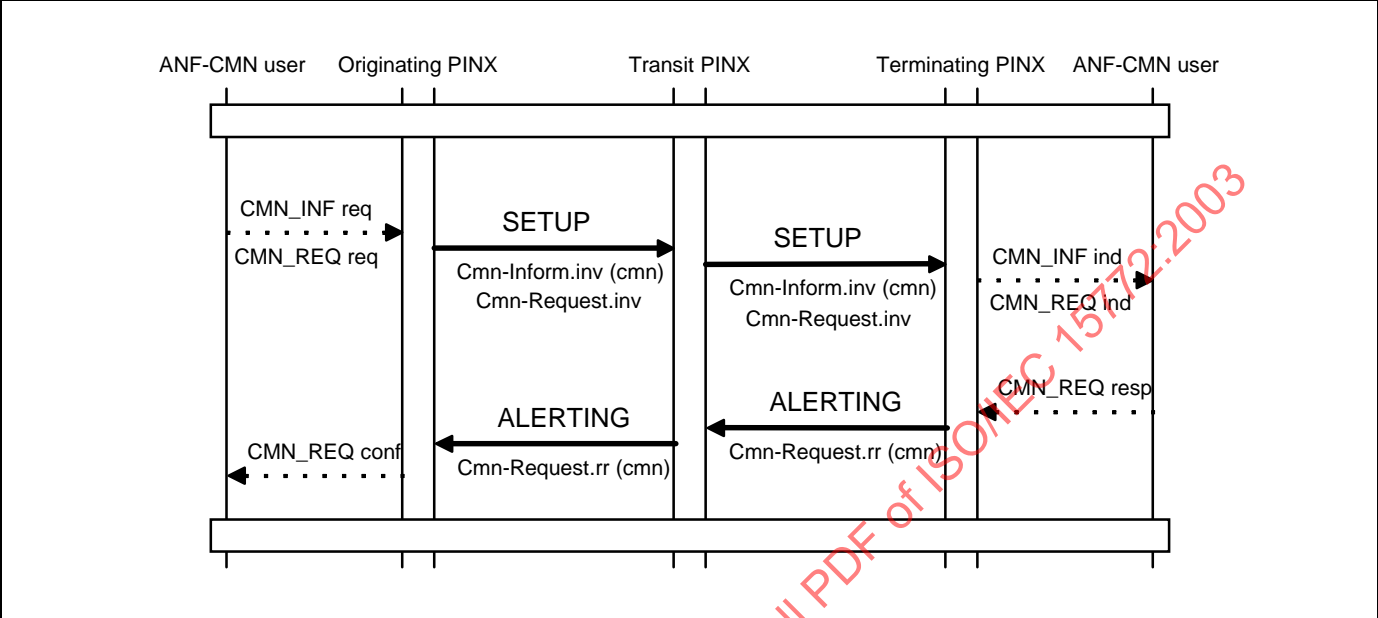 ANF-CMN user Originating PINX Transit PINX Terminating PINX ANF-CMN user
CMN_INF req
CMN_REQ req
SETUP
Cmn-Inform.inv (cmn)
Cmn-Request.inv
SETUP
Cmn-Inform.inv (cmn)
Cmn-Request.inv
CMN_INF ind
CMN_REQ ind
CMN_REQ resp
ALERTING
Cmn-Request.rr (cmn)
ALERTING
Cmn-Request.rr (cmn)
CMN_REQ conf
PDF of ISO/IEC 15772:2003